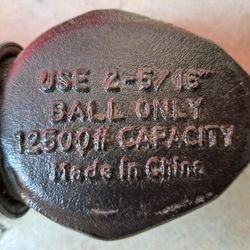 USE 2-5/16"
BALL ONLY
12500# CAPACITY
Made in China